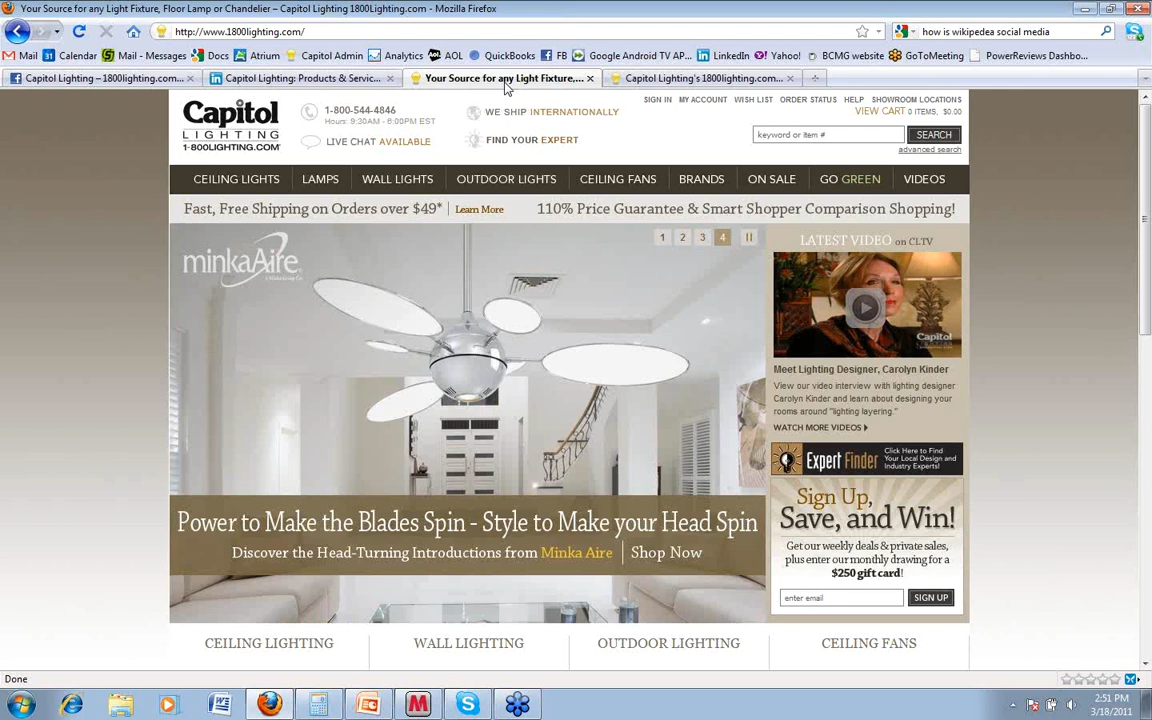 Your Source for any Light Fixture, Floor Lamp or Chandelier – Capitol Lighting 1800Lighting.com - Mozilla Firefox
http://www.1800lighting.com/
how is wikipedea social media
Mail Calendar Mail - Messages Docs Atrium Capitol Admin Analytics AOL QuickBooks FB Google Android TV AP... LinkedIn Yahoo! BCMG website GoToMeeting PowerReviews Dashbo...
Capitol Lighting – 1800lighting.com... Capitol Lighting: Products & Servic... Your Source for any Light Fixture,... Capitol Lighting's 1800lighting.com...
Capitol
LIGHTING
1-800LIGHTING.COM
1-800-544-4846
Hours: 9:30AM - 6:00PM EST
LIVE CHAT AVAILABLE
WE SHIP INTERNATIONALLY
FIND YOUR EXPERT
SIGN IN MY ACCOUNT WISH LIST ORDER STATUS HELP SHOWROOM LOCATIONS
VIEW CART 0 ITEMS, $0.00
keyword or item # SEARCH
advanced search
CEILING LIGHTS LAMPS WALL LIGHTS OUTDOOR LIGHTS CEILING FANS BRANDS ON SALE GO GREEN VIDEOS
Fast, Free Shipping on Orders over $49* Learn More 110% Price Guarantee & Smart Shopper Comparison Shopping!
minkaAire
1 2 3 4
Power to Make the Blades Spin - Style to Make your Head Spin
Discover the Head-Turning Introductions from Minka Aire Shop Now
LATEST VIDEO on CLTV
Capitol
LIGHTING
Meet Lighting Designer, Carolyn Kinder
View our video interview with lighting designer
Carolyn Kinder and learn about designing your
rooms around "lighting layering."
WATCH MORE VIDEOS
Expert Finder
Click Here to Find
Your Local Design and
Industry Experts!
Sign Up,
Save, and Win!
Get our weekly deals & private sales,
plus enter our monthly drawing for a
$250 gift card!
enter email SIGN UP
CEILING LIGHTING WALL LIGHTING OUTDOOR LIGHTING CEILING FANS
Done
2:51 PM
3/18/2011